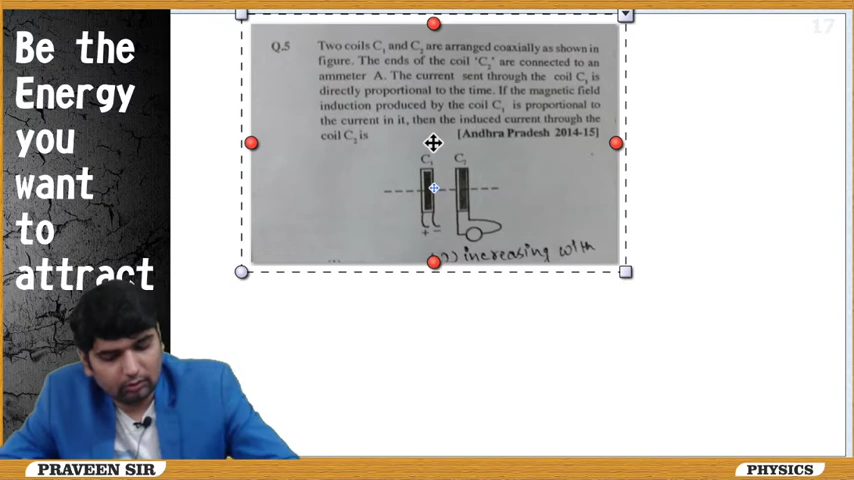 Be the
Energy
you
want
to
attract
17
Q.5 Two coils C₁ and C₂ are arranged coaxially as shown in
figure. The ends of the coil 'C₂' are connected to an
ammeter A. The current sent through the coil C₁ is
directly proportional to the time. If the magnetic field
induction produced by the coil C₁ is proportional to
the current in it, then the induced current through the
coil C₂ is [Andhra Pradesh 2014-15]
C₁ C₂
+ −
increasing with
PRAVEEN SIR
PHYSICS